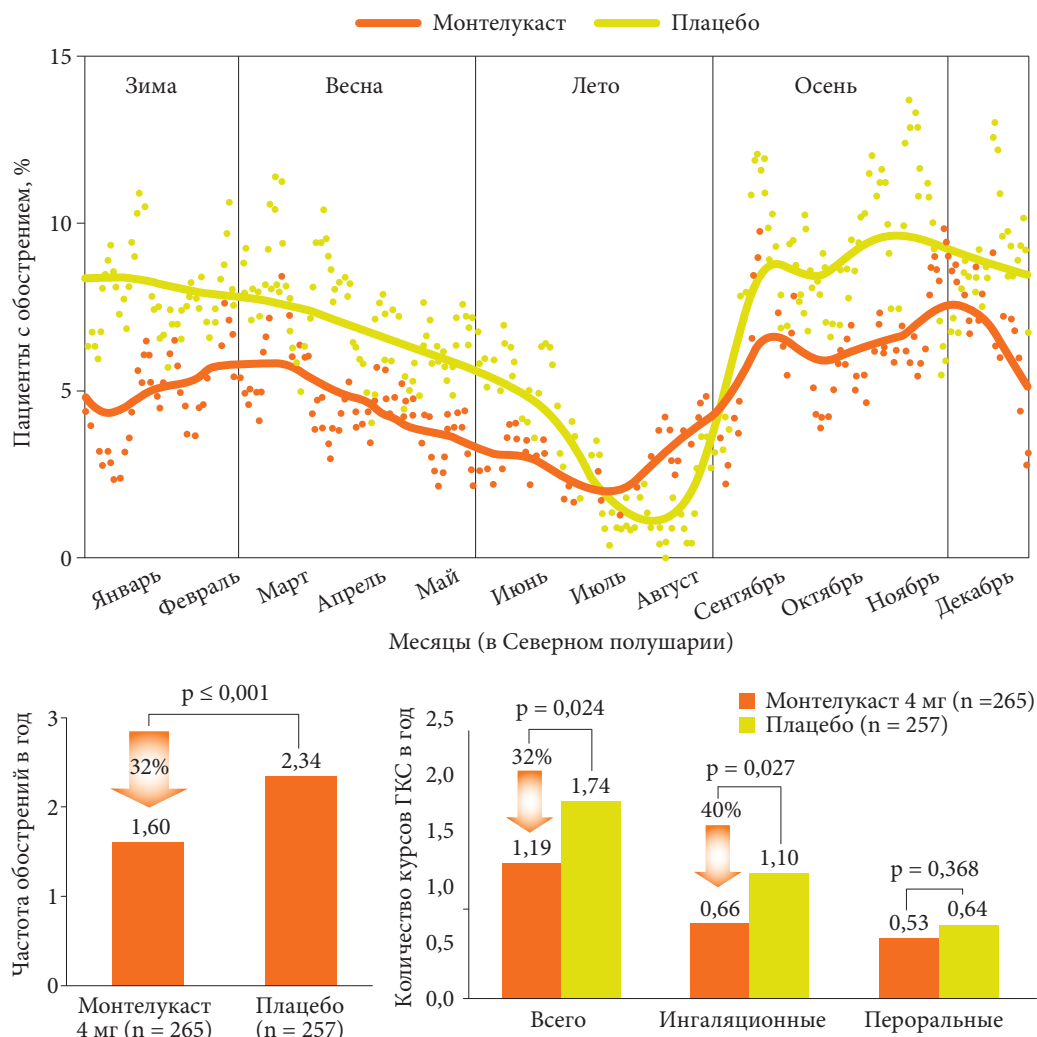 Монтелукаст Плацебо
15
Зима Весна Лето Осень
10
5
0
Пациенты с обострением, %
Январь Февраль Март Апрель Май Июнь Июль Август Сентябрь Октябрь Ноябрь Декабрь
Месяцы (в Северном полушарии)
p ≤ 0,001
3
2
1
0
Частота обострений в год
32%
1,60
2,34
Монтелукаст
4 мг (n = 265)
Плацебо
(n = 257)
Монтелукаст 4 мг (n =265)
Плацебо (n = 257)
2,5
2,0
1,5
1,0
0,5
0,0
Количество курсов ГКС в год
p = 0,024
32%
1,19
1,74
p = 0,027
40%
0,66
1,10
p = 0,368
0,53
0,64
Всего Ингаляционные Пероральные